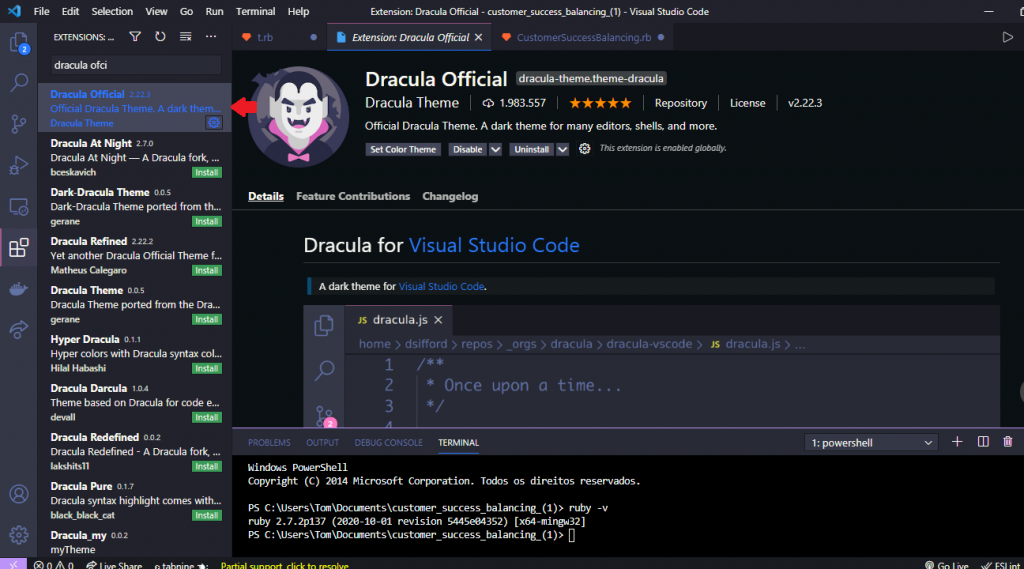 File Edit Selection View Go Run Terminal Help
Extension: Dracula Official - customer_success_balancing_(1) - Visual Studio Code
EXTENSIONS: ...
t.rb
Extension: Dracula Official
CustomerSuccessBalancing.rb
2
dracula ofci
Dracula Official 2.22.3
Official Dracula Theme. A dark them...
Dracula Theme
Dracula At Night 2.7.0
Dracula At Night — A Dracula fork, ...
bceskavich Install
Dark-Dracula Theme 0.0.5
Dark-Dracula Theme ported from th...
gerane Install
Dracula Refined 2.22.2
Yet another Dracula Official Theme f...
Matheus Calegaro Install
Dracula Theme 0.0.5
Dracula Theme ported from the Dra...
gerane Install
Hyper Dracula 0.1.1
Hyper colors with Dracula syntax col...
Hilal Habashi Install
Dracula Darcula 1.0.4
Theme based on Dracula for code e...
devall Install
Dracula Redefined 0.0.2
Dracula Redefined - A Dracula fork, ...
lakshits11 Install
Dracula Pure 0.1.7
Dracula syntax highlight comes with...
black_black_cat Install
Dracula_my 0.0.2
myTheme
Dracula Official dracula-theme.theme-dracula
Dracula Theme 1.983.557 ★★★★★ Repository License v2.22.3
Official Dracula Theme. A dark theme for many editors, shells, and more.
Set Color Theme Disable Uninstall This extension is enabled globally.
Details Feature Contributions Changelog
Dracula for Visual Studio Code
A dark theme for Visual Studio Code.
JS dracula.js
home > dsifford > repos > _orgs > dracula > dracula-vscode > JS dracula.js > ...
1 /**
2 * Once upon a time...
3 */
4
2
PROBLEMS OUTPUT DEBUG CONSOLE TERMINAL
1: powershell
Windows PowerShell
Copyright (C) 2014 Microsoft Corporation. Todos os direitos reservados.
PS C:\Users\Tom\Documents\customer_success_balancing_(1)> ruby -v
ruby 2.7.2p137 (2020-10-01 revision 5445e04352) [x64-mingw32]
PS C:\Users\Tom\Documents\customer_success_balancing_(1)>
0 0 Live Share tabnine Partial support, click to resolve Go Live ESLint